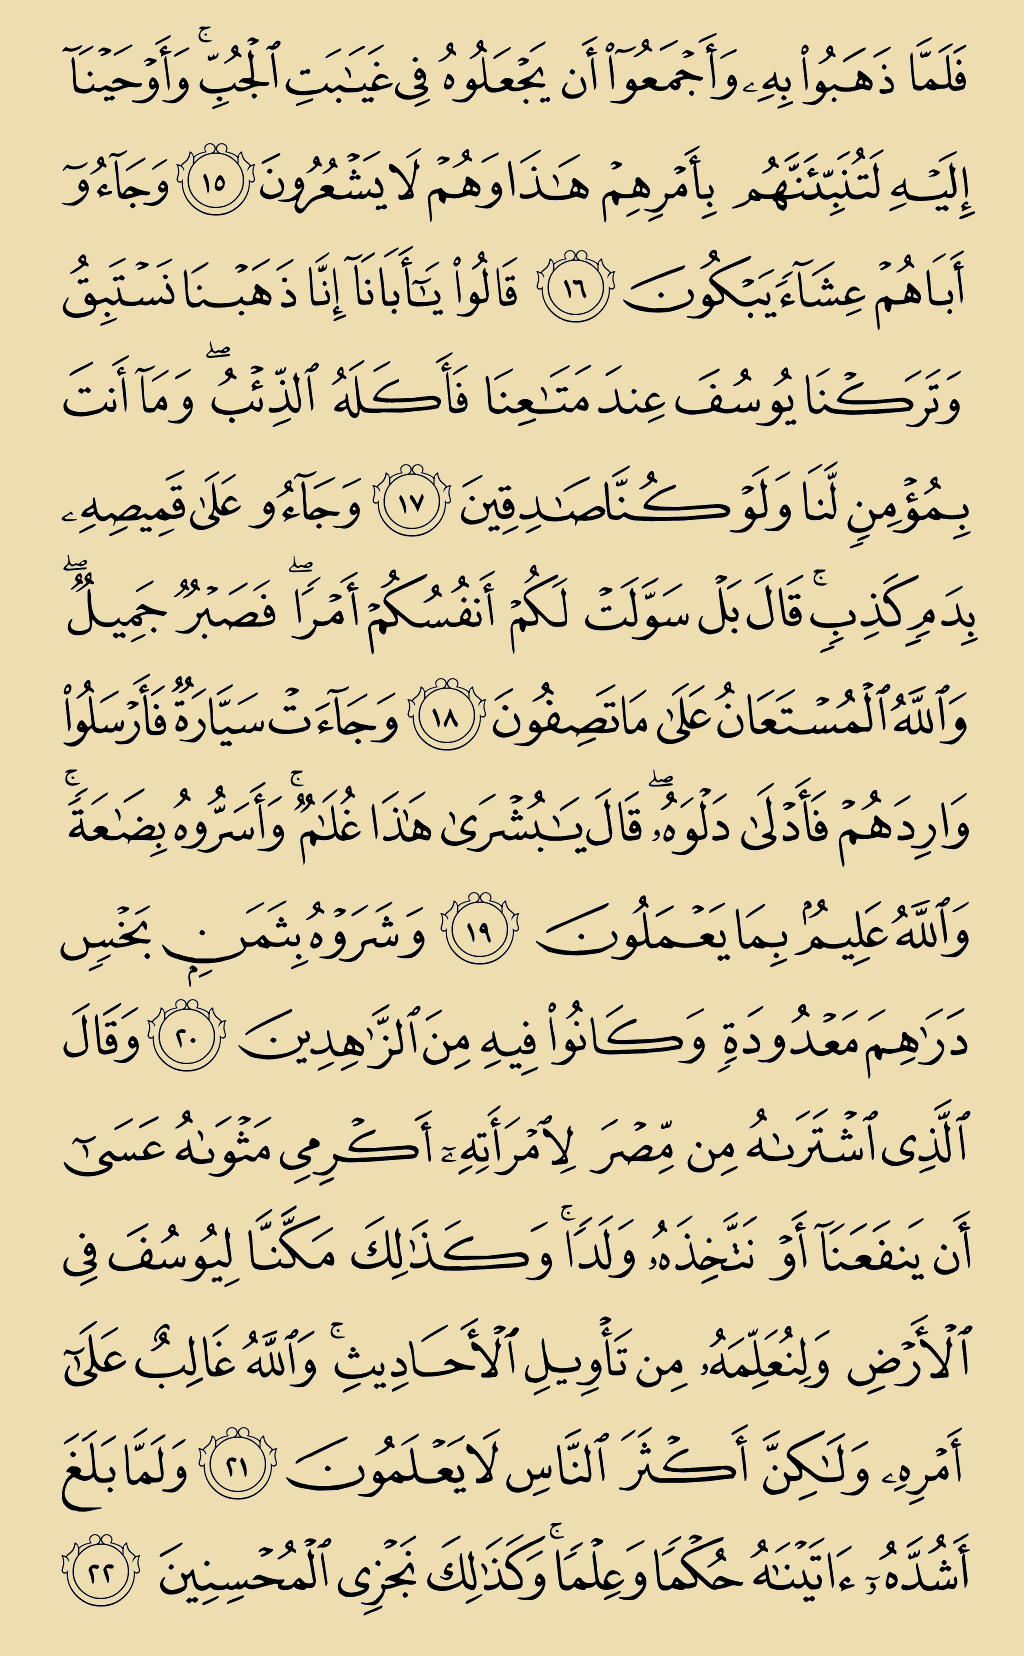 فَلَمَّا ذَهَبُوا۟ بِهِۦ وَأَجْمَعُوٓا۟ أَن يَجْعَلُوهُ فِى غَيَـٰبَتِ ٱلْجُبِّ ۚ وَأَوْحَيْنَآ
إِلَيْهِ لَتُنَبِّئَنَّهُم بِأَمْرِهِمْ هَـٰذَا وَهُمْ لَا يَشْعُرُونَ ١٥ وَجَآءُوٓ
أَبَاهُمْ عِشَآءً يَبْكُونَ ١٦ قَالُوا۟ يَـٰٓأَبَانَآ إِنَّا ذَهَبْنَا نَسْتَبِقُ
وَتَرَكْنَا يُوسُفَ عِندَ مَتَـٰعِنَا فَأَكَلَهُ ٱلذِّئْبُ ۖ وَمَآ أَنتَ
بِمُؤْمِنٍ لَّنَا وَلَوْ كُنَّا صَـٰدِقِينَ ١٧ وَجَآءُو عَلَىٰ قَمِيصِهِۦ
بِدَمٍ كَذِبٍ ۚ قَالَ بَلْ سَوَّلَتْ لَكُمْ أَنفُسُكُمْ أَمْرًا ۖ فَصَبْرٌ جَمِيلٌ ۖ
وَٱللَّهُ ٱلْمُسْتَعَانُ عَلَىٰ مَا تَصِفُونَ ١٨ وَجَآءَتْ سَيَّارَةٌ فَأَرْسَلُوا۟
وَارِدَهُمْ فَأَدْلَىٰ دَلْوَهُۥ ۖ قَالَ يَـٰبُشْرَىٰ هَـٰذَا غُلَـٰمٌ ۚ وَأَسَرُّوهُ بِضَـٰعَةً ۚ
وَٱللَّهُ عَلِيمٌۢ بِمَا يَعْمَلُونَ ١٩ وَشَرَوْهُ بِثَمَنٍۭ بَخْسٍ
دَرَٰهِمَ مَعْدُودَةٍ وَكَانُوا۟ فِيهِ مِنَ ٱلزَّٰهِدِينَ ٢٠ وَقَالَ
ٱلَّذِى ٱشْتَرَىٰهُ مِن مِّصْرَ لِٱمْرَأَتِهِۦٓ أَكْرِمِى مَثْوَىٰهُ عَسَىٰٓ
أَن يَنفَعَنَآ أَوْ نَتَّخِذَهُۥ وَلَدًا ۚ وَكَذَٰلِكَ مَكَّنَّا لِيُوسُفَ فِى
ٱلْأَرْضِ وَلِنُعَلِّمَهُۥ مِن تَأْوِيلِ ٱلْأَحَادِيثِ ۚ وَٱللَّهُ غَالِبٌ عَلَىٰٓ
أَمْرِهِۦ وَلَـٰكِنَّ أَكْثَرَ ٱلنَّاسِ لَا يَعْلَمُونَ ٢١ وَلَمَّا بَلَغَ
أَشُدَّهُۥٓ ءَاتَيْنَـٰهُ حُكْمًا وَعِلْمًا ۚ وَكَذَٰلِكَ نَجْزِى ٱلْمُحْسِنِينَ ٢٢